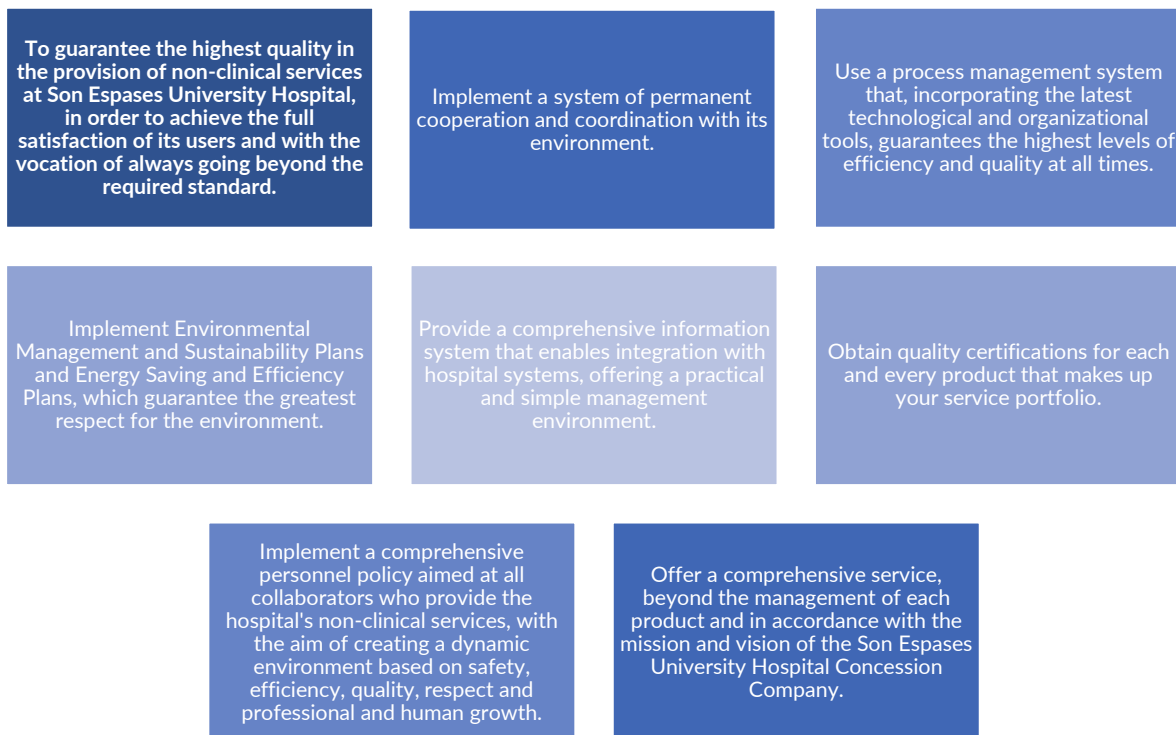 To guarantee the highest quality in
the provision of non-clinical services
at Son Espases University Hospital,
in order to achieve the full
satisfaction of its users and with the
vocation of always going beyond the
required standard.
Implement a system of permanent
cooperation and coordination with its
environment.
Use a process management system
that, incorporating the latest
technological and organizational
tools, guarantees the highest levels of
efficiency and quality at all times.
Implement Environmental
Management and Sustainability Plans
and Energy Saving and Efficiency
Plans, which guarantee the greatest
respect for the environment.
Provide a comprehensive information
system that enables integration with
hospital systems, offering a practical
and simple management
environment.
Obtain quality certifications for each
and every product that makes up
your service portfolio.
Implement a comprehensive
personnel policy aimed at all
collaborators who provide the
hospital's non-clinical services, with
the aim of creating a dynamic
environment based on safety,
efficiency, quality, respect and
professional and human growth.
Offer a comprehensive service,
beyond the management of each
product and in accordance with the
mission and vision of the Son Espases
University Hospital Concession
Company.